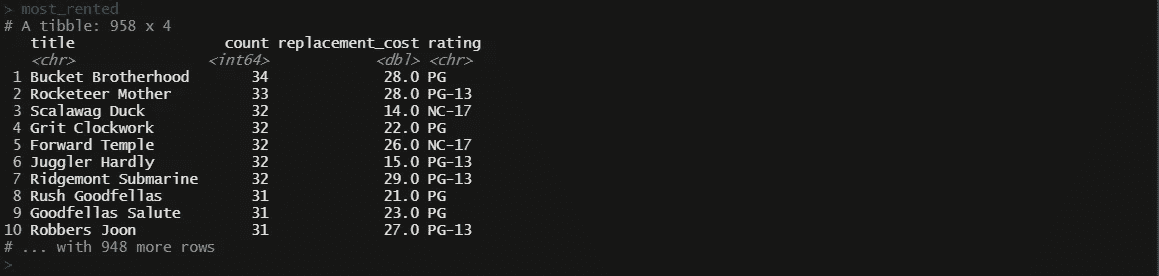 > most_rented
# A tibble: 958 x 4
   title               count replacement_cost rating
   <chr>             <int64>            <dbl> <chr>
 1 Bucket Brotherhood     34             28.0 PG
 2 Rocketeer Mother       33             28.0 PG-13
 3 Scalawag Duck          32             14.0 NC-17
 4 Grit Clockwork         32             22.0 PG
 5 Forward Temple         32             26.0 NC-17
 6 Juggler Hardly         32             15.0 PG-13
 7 Ridgemont Submarine    32             29.0 PG-13
 8 Rush Goodfellas        31             21.0 PG
 9 Goodfellas Salute      31             23.0 PG
10 Robbers Joon           31             27.0 PG-13
# ... with 948 more rows
>